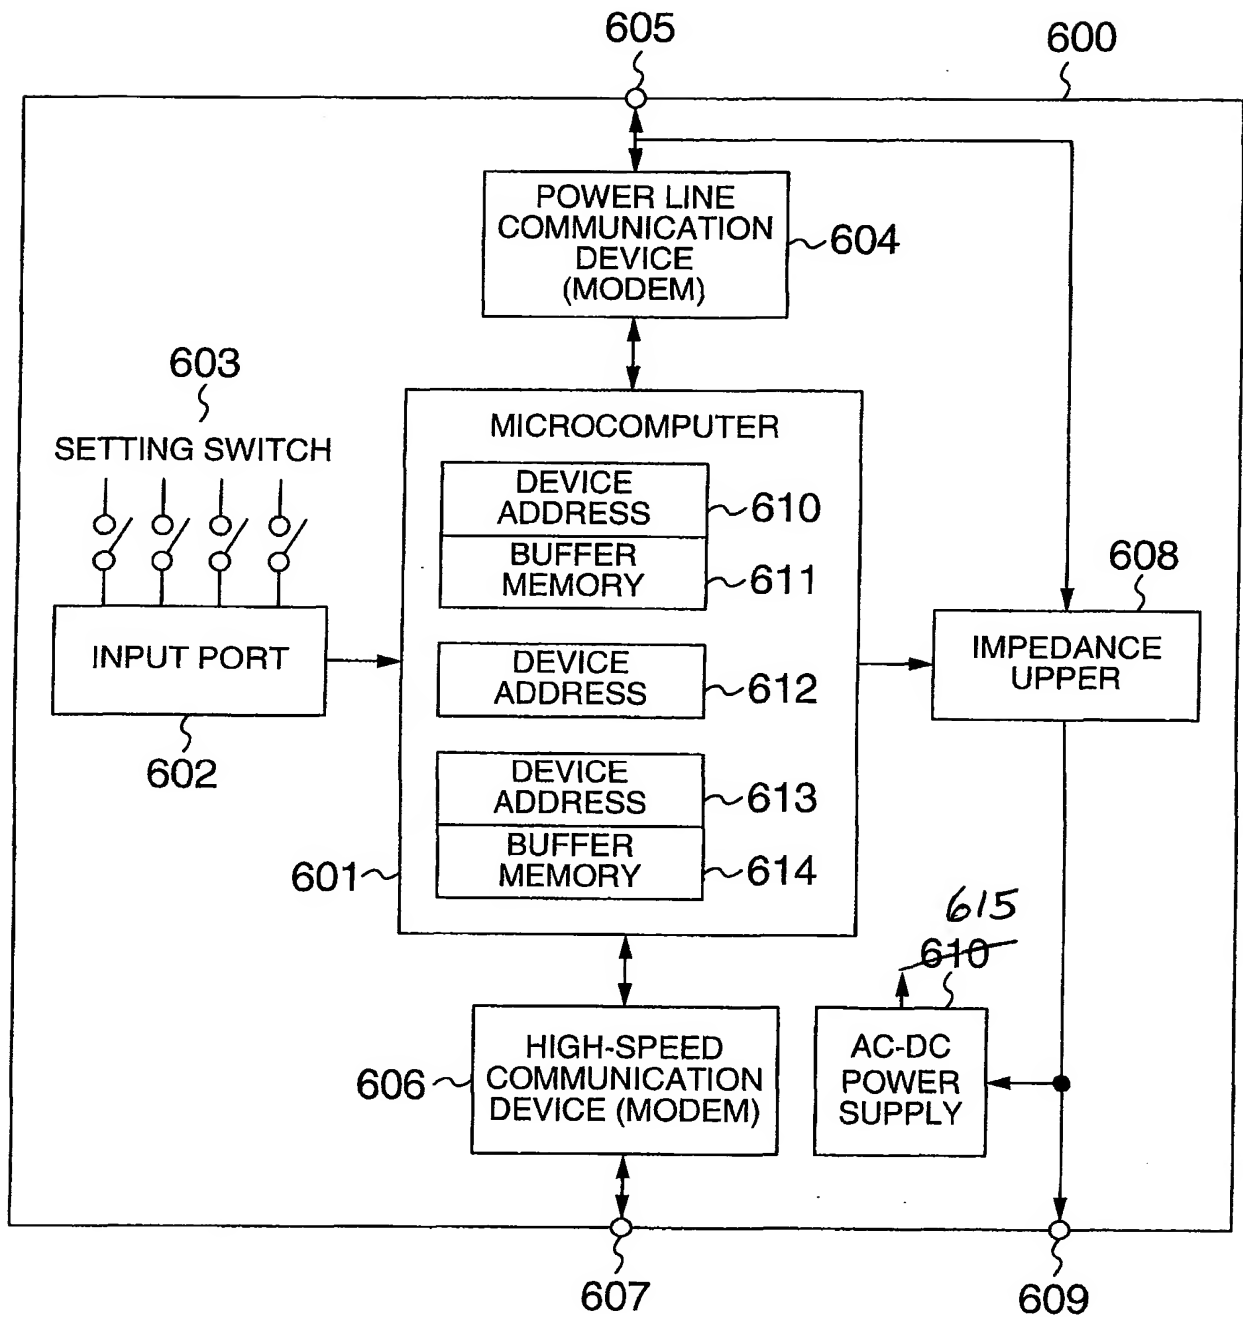 605
600
POWER LINE
COMMUNICATION
DEVICE
(MODEM)
604
603
SETTING SWITCH
MICROCOMPUTER
DEVICE
ADDRESS
610
BUFFER
MEMORY
611
608
INPUT PORT
602
DEVICE
ADDRESS
612
IMPEDANCE
UPPER
DEVICE
ADDRESS
613
BUFFER
MEMORY
614
601
615
610
HIGH-SPEED
COMMUNICATION
DEVICE (MODEM)
606
AC-DC
POWER
SUPPLY
607
609